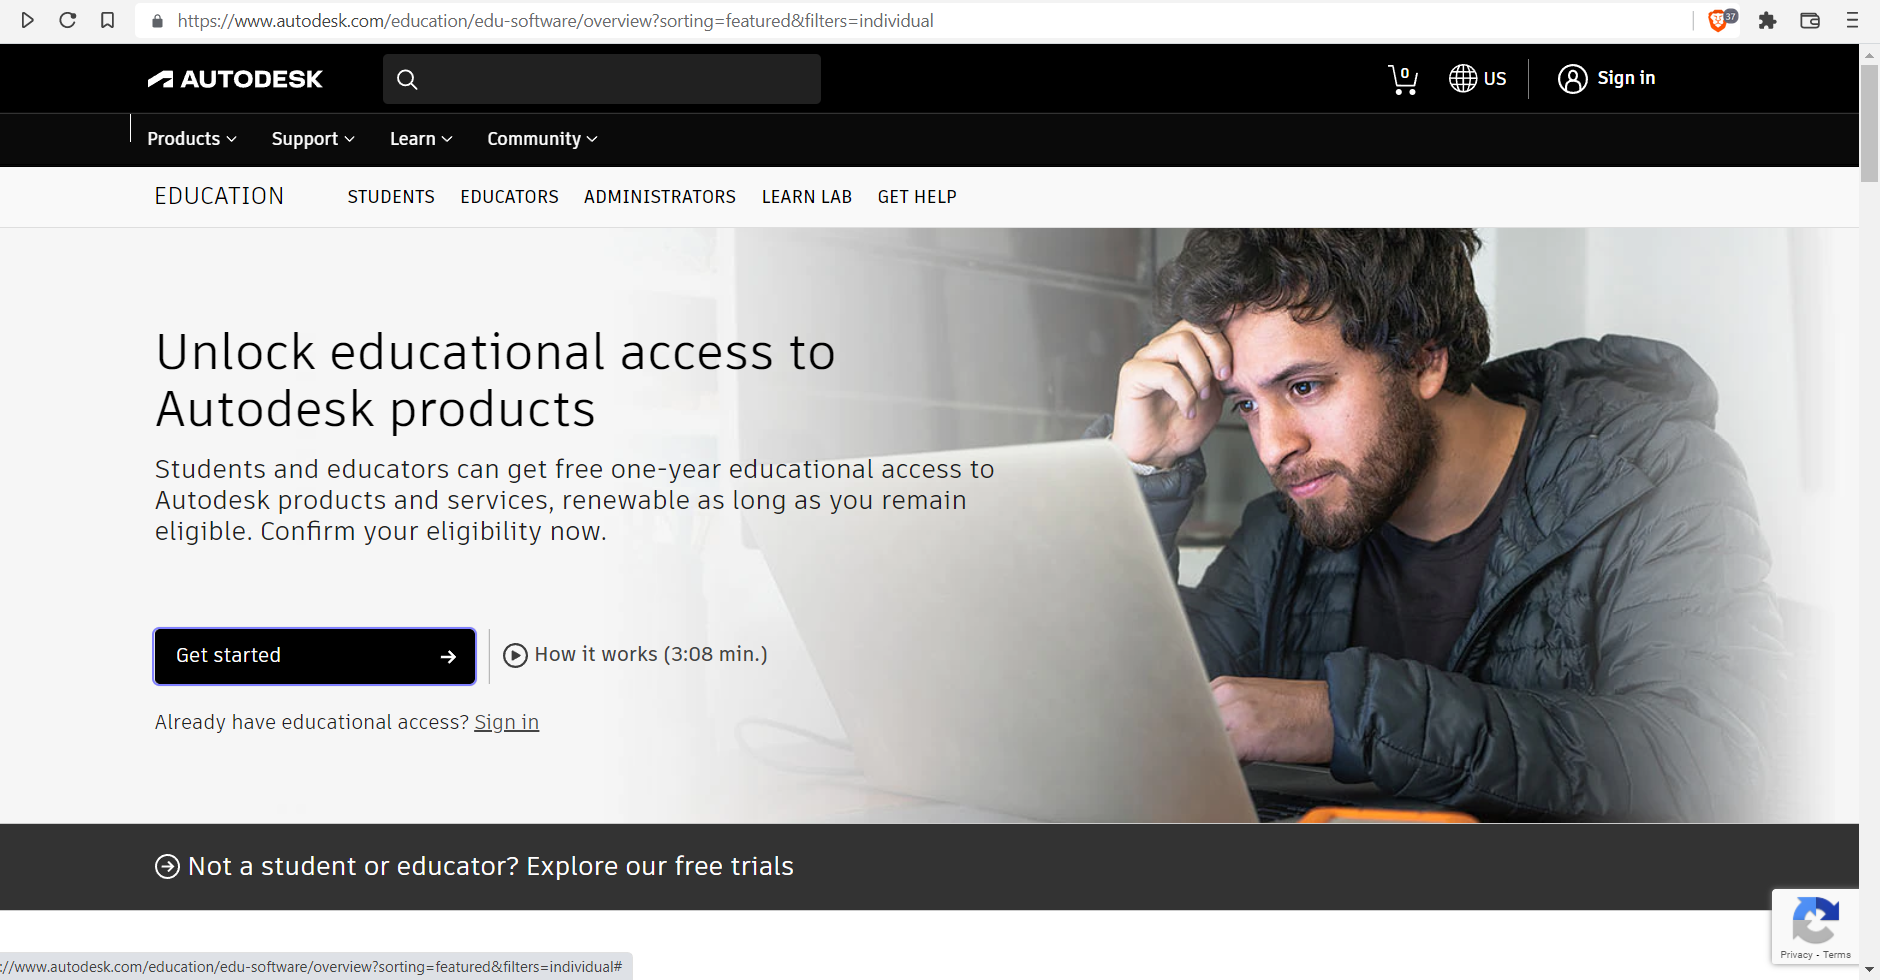 https://www.autodesk.com/education/edu-software/overview?sorting=featured&filters=individual
37
AUTODESK
0
US
Sign in
Products
Support
Learn
Community
EDUCATION
STUDENTS
EDUCATORS
ADMINISTRATORS
LEARN LAB
GET HELP
Unlock educational access to
Autodesk products
Students and educators can get free one-year educational access to
Autodesk products and services, renewable as long as you remain
eligible. Confirm your eligibility now.
Get started
How it works (3:08 min.)
Already have educational access? Sign in
Not a student or educator? Explore our free trials
Privacy - Terms
://www.autodesk.com/education/edu-software/overview?sorting=featured&filters=individual#